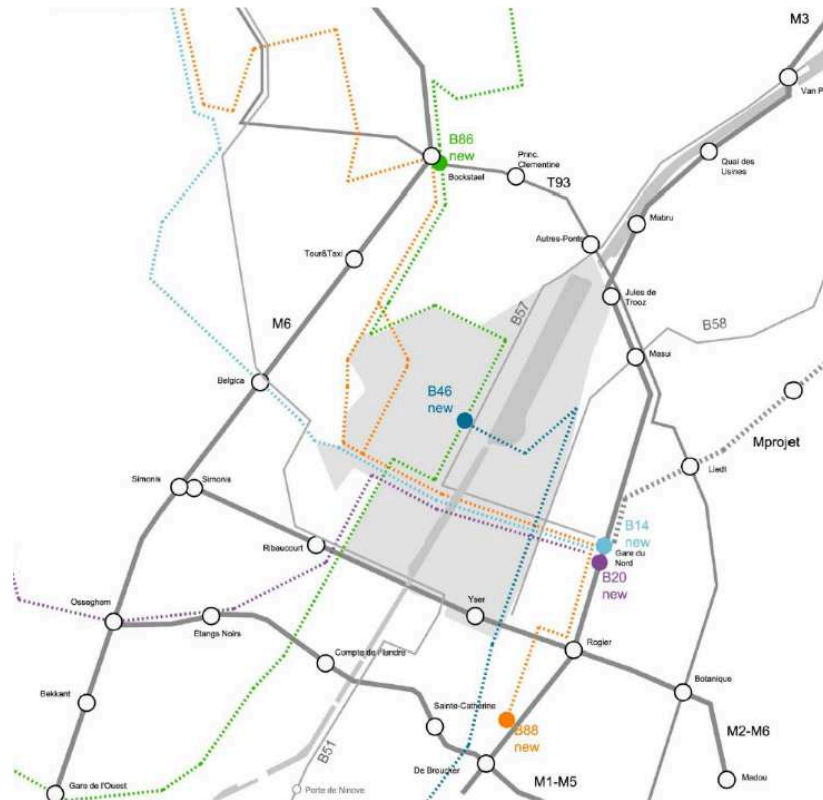 M3
Van P
B86
new
Princ.
Clementine
Quai des
Usines
Bockstael
T93
Mabru
Autres-Ponts
Tour&Taxi
Jules de
Trooz
B57
B58
M6
Masui
Belgica
B46
new
Mprojet
Liedt
Simonis
Simonis
B14
new
Gare du
Nord
Ribaucourt
B20
new
Yser
Osseghem
Etangs Noirs
Rogier
Compte de Flandre
Botanique
Bekkant
Sainte-Catherine
B88
new
M2-M6
B51
De Broucker
Madou
M1-M5
Gare de l'Ouest
Porte de Ninove